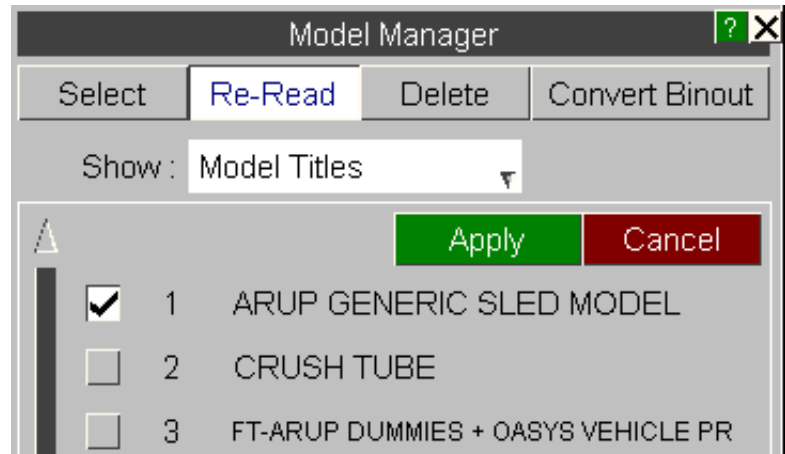 Model Manager ? X
Select Re-Read Delete Convert Binout
Show : Model Titles
Apply Cancel
1 ARUP GENERIC SLED MODEL
2 CRUSH TUBE
3 FT-ARUP DUMMIES + OASYS VEHICLE PR